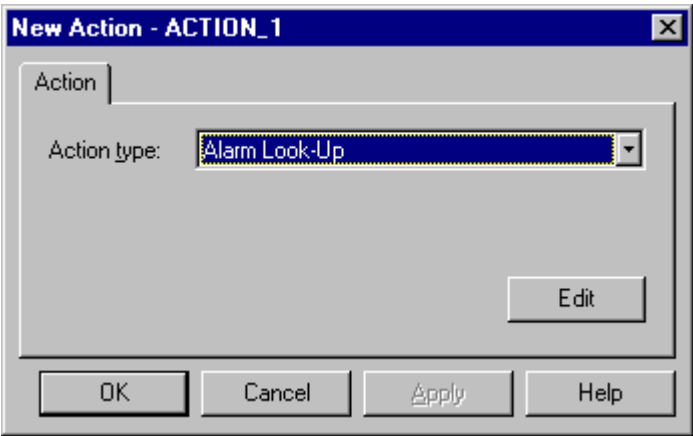 New Action - ACTION_1
Action
Action type:
Alarm Look-Up
Edit
OK
Cancel
Apply
Help